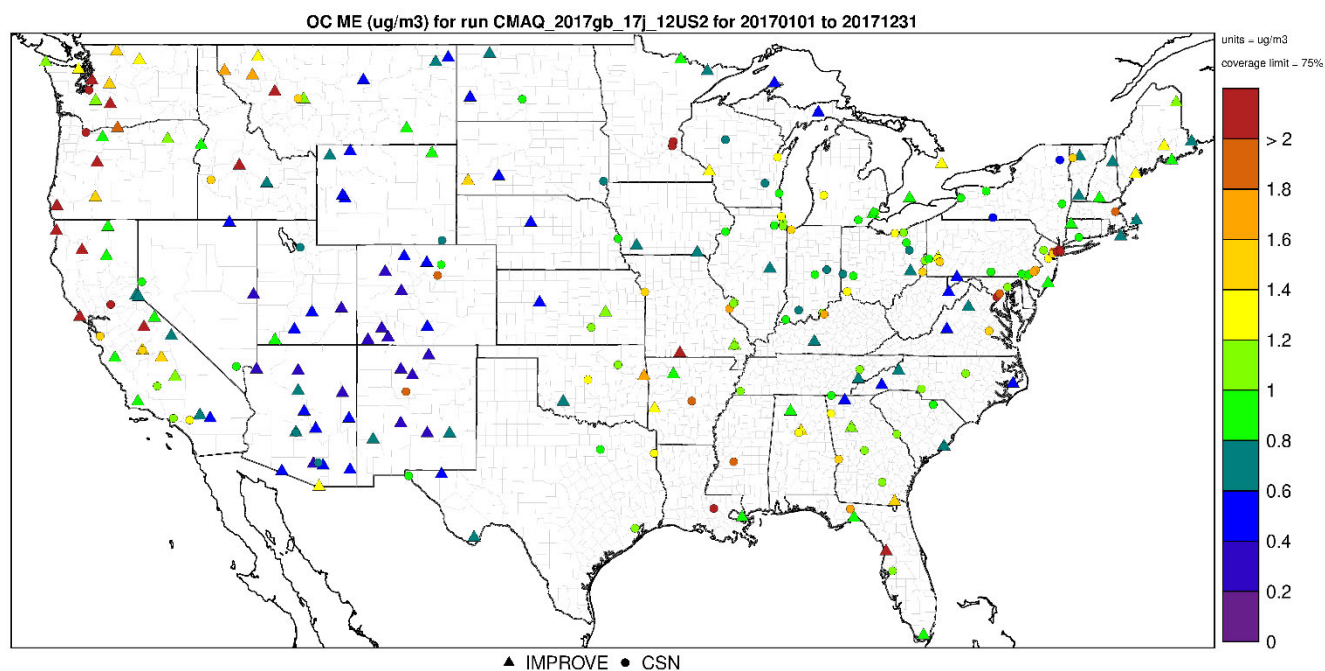 OC ME (ug/m3) for run CMAQ_2017gb_17j_12US2 for 20170101 to 20171231
units = ug/m3
coverage limit = 75%
> 2
1.8
1.6
1.4
1.2
1
0.8
0.6
0.4
0.2
0
▲ IMPROVE ● CSN